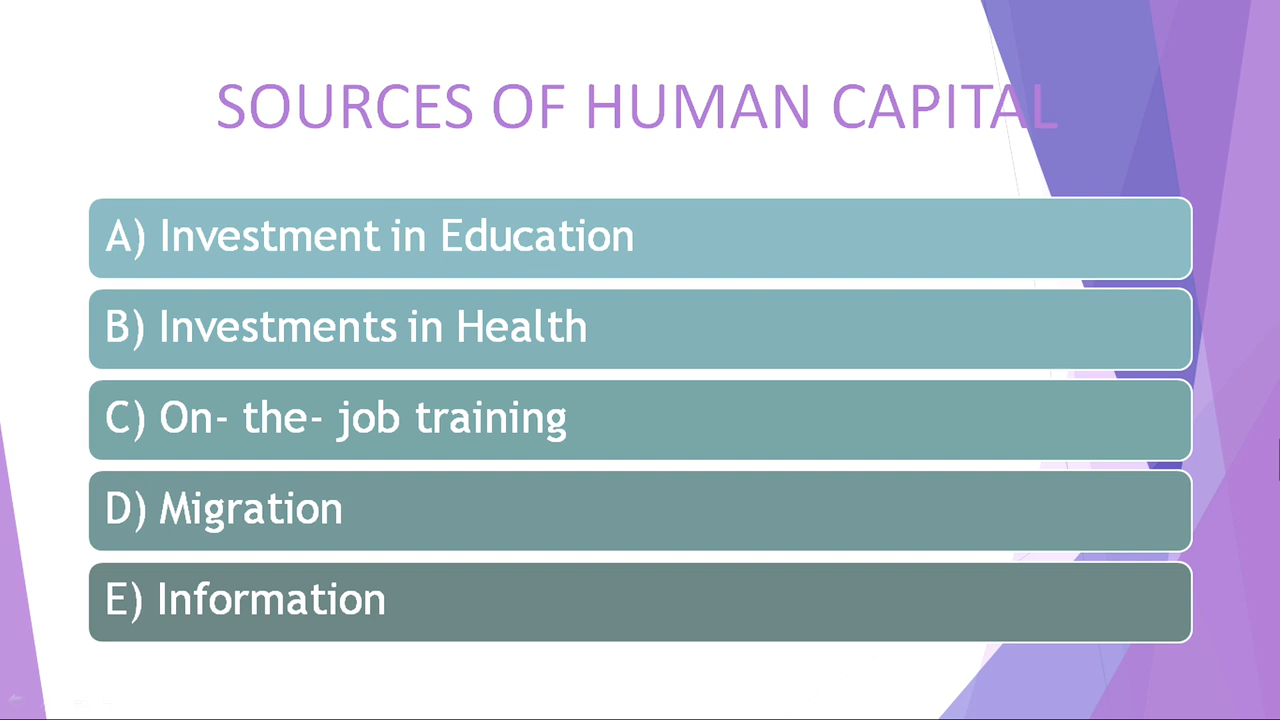 SOURCES OF HUMAN CAPITAL
A) Investment in Education
B) Investments in Health
C) On- the- job training
D) Migration
E) Information